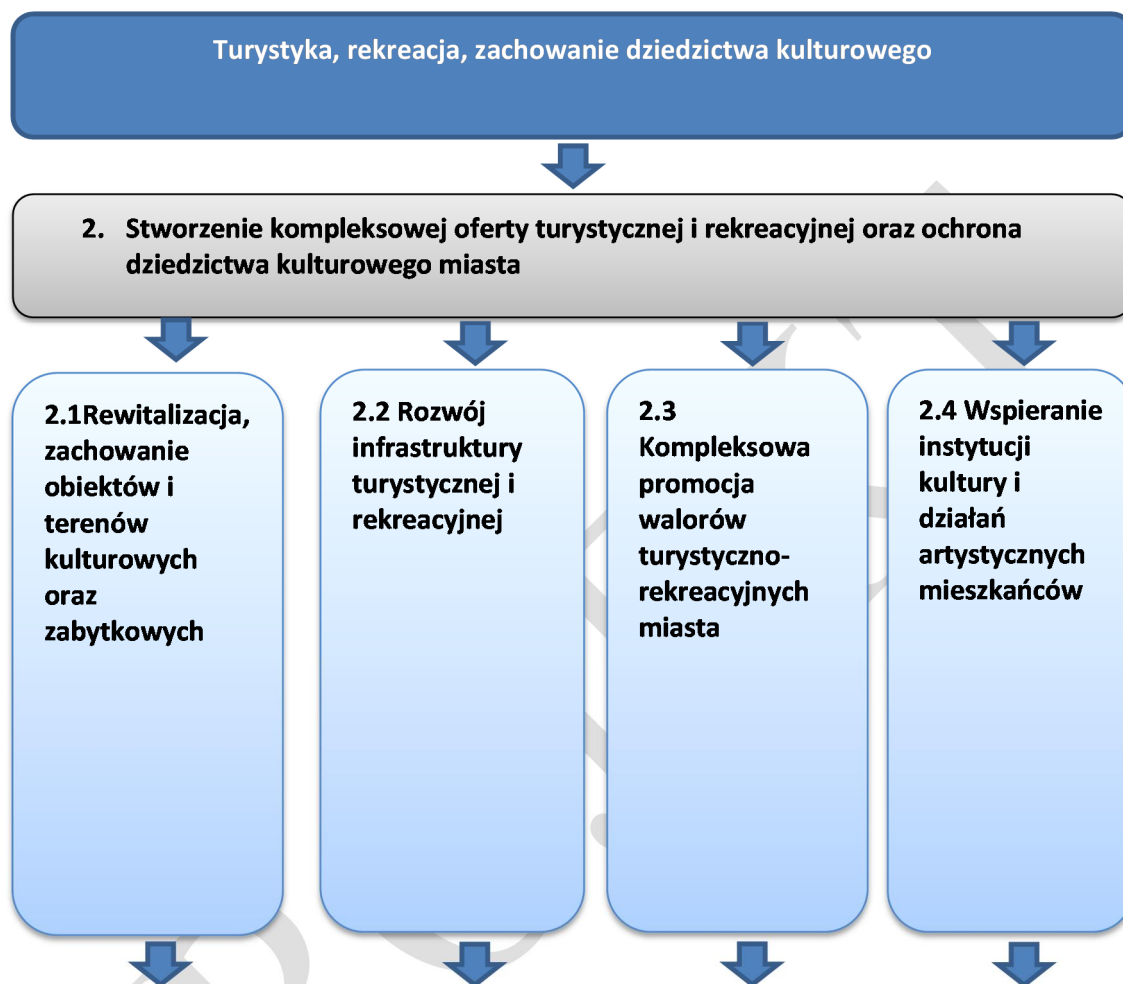 Turystyka, rekreacja, zachowanie dziedzictwa kulturowego
2. Stworzenie kompleksowej oferty turystycznej i rekreacyjnej oraz ochrona
dziedzictwa kulturowego miasta
2.1Rewitalizacja,
zachowanie
obiektów i
terenów
kulturowych
oraz
zabytkowych
2.2 Rozwój
infrastruktury
turystycznej i
rekreacyjnej
2.3
Kompleksowa
promocja
walorów
turystyczno-
rekreacyjnych
miasta
2.4 Wspieranie
instytucji
kultury i
działań
artystycznych
mieszkańców